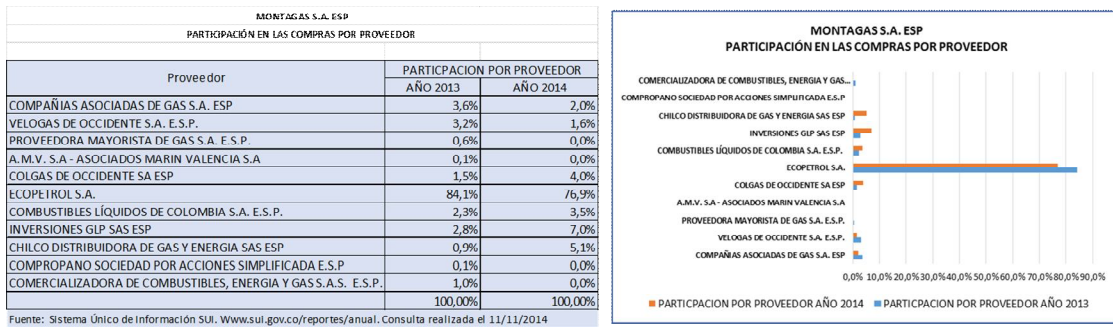 MONTAGAS S.A. ESP
PARTICIPACIÓN EN LAS COMPRAS POR PROVEEDOR
Proveedor PARTICPACION POR PROVEEDOR
AÑO 2013 AÑO 2014
COMPAÑIAS ASOCIADAS DE GAS S.A. ESP 3,6% 2,0%
VELOGAS DE OCCIDENTE S.A. E.S.P. 3,2% 1,6%
PROVEEDORA MAYORISTA DE GAS S.A. E.S.P. 0,6% 0,0%
A.M.V. S.A - ASOCIADOS MARIN VALENCIA S.A 0,1% 0,0%
COLGAS DE OCCIDENTE SA ESP 1,5% 4,0%
ECOPETROL S.A. 84,1% 76,9%
COMBUSTIBLES LÍQUIDOS DE COLOMBIA S.A. E.S.P. 2,3% 3,5%
INVERSIONES GLP SAS ESP 2,8% 7,0%
CHILCO DISTRIBUIDORA DE GAS Y ENERGIA SAS ESP 0,9% 5,1%
COMPROPANO SOCIEDAD POR ACCIONES SIMPLIFICADA E.S.P 0,1% 0,0%
COMERCIALIZADORA DE COMBUSTIBLES, ENERGIA Y GAS S.A.S. E.S.P. 1,0% 0,0%
100,00% 100,00%
Fuente: Sistema Único de Información SUI. Www.sui.gov.co/reportes/anual. Consulta realizada el 11/11/2014
MONTAGAS S.A. ESP
PARTICIPACIÓN EN LAS COMPRAS POR PROVEEDOR
COMERCIALIZADORA DE COMBUSTIBLES, ENERGIA Y GAS...
COMPROPANO SOCIEDAD POR ACCIONES SIMPLIFICADA E.S.P
CHILCO DISTRIBUIDORA DE GAS Y ENERGIA SAS ESP
INVERSIONES GLP SAS ESP
COMBUSTIBLES LÍQUIDOS DE COLOMBIA S.A. E.S.P.
ECOPETROL S.A.
COLGAS DE OCCIDENTE SA ESP
A.M.V. S.A - ASOCIADOS MARIN VALENCIA S.A
PROVEEDORA MAYORISTA DE GAS S.A. E.S.P.
VELOGAS DE OCCIDENTE S.A. E.S.P.
COMPAÑIAS ASOCIADAS DE GAS S.A. ESP
0,0% 10,0% 20,0% 30,0% 40,0% 50,0% 60,0% 70,0% 80,0% 90,0%
PARTICPACION POR PROVEEDOR AÑO 2014 PARTICPACION POR PROVEEDOR AÑO 2013